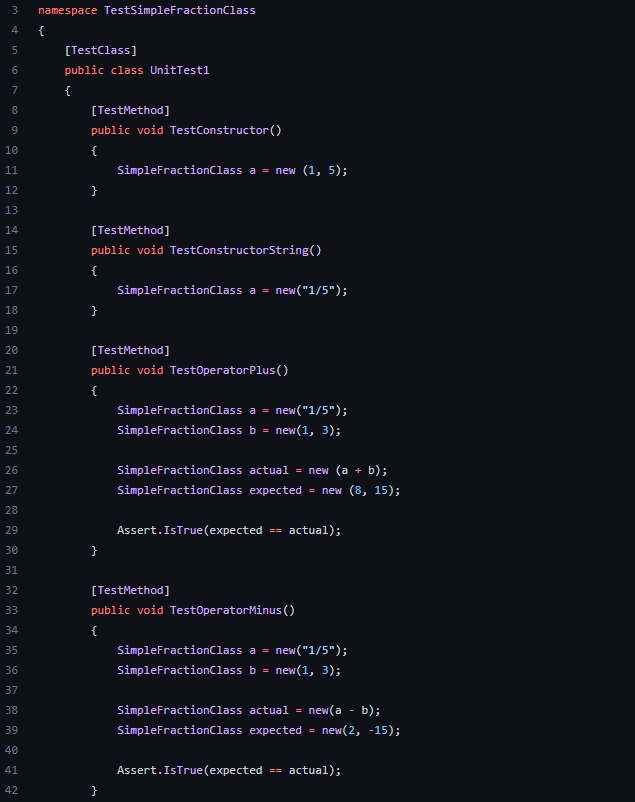 3 namespace TestSimpleFractionClass
4 {
5     [TestClass]
6     public class UnitTest1
7     {
8         [TestMethod]
9         public void TestConstructor()
10         {
11             SimpleFractionClass a = new (1, 5);
12         }
13
14         [TestMethod]
15         public void TestConstructorString()
16         {
17             SimpleFractionClass a = new("1/5");
18         }
19
20         [TestMethod]
21         public void TestOperatorPlus()
22         {
23             SimpleFractionClass a = new("1/5");
24             SimpleFractionClass b = new(1, 3);
25
26             SimpleFractionClass actual = new (a + b);
27             SimpleFractionClass expected = new (8, 15);
28
29             Assert.IsTrue(expected == actual);
30         }
31
32         [TestMethod]
33         public void TestOperatorMinus()
34         {
35             SimpleFractionClass a = new("1/5");
36             SimpleFractionClass b = new(1, 3);
37
38             SimpleFractionClass actual = new(a - b);
39             SimpleFractionClass expected = new(2, -15);
40
41             Assert.IsTrue(expected == actual);
42         }